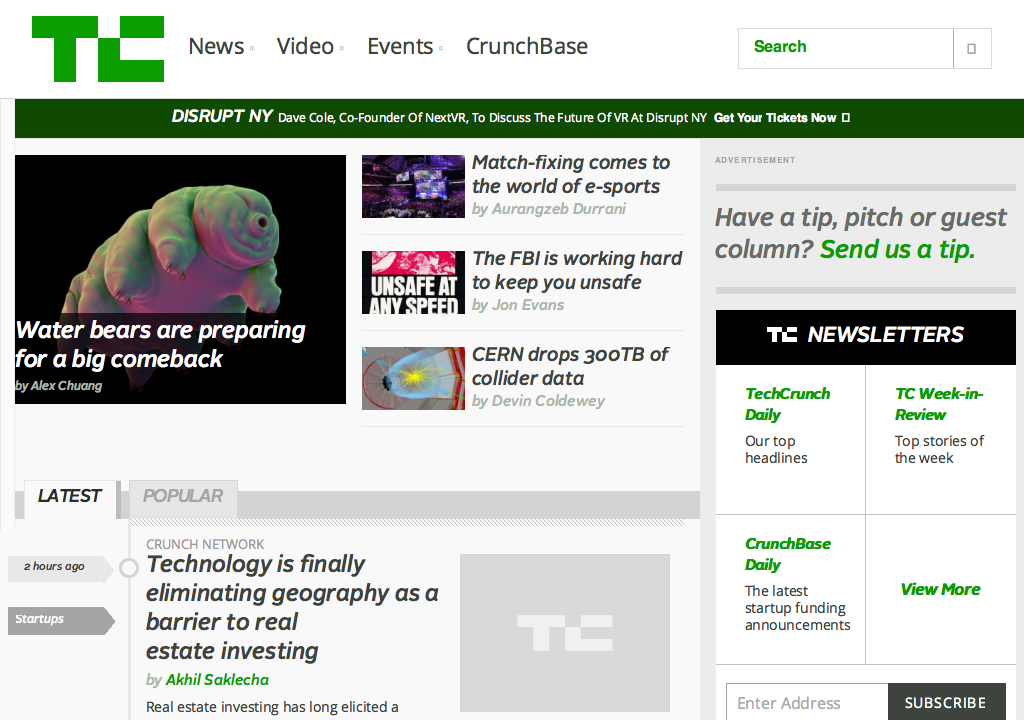 TC
News
Video
Events
CrunchBase
Search
DISRUPT NY Dave Cole, Co-Founder Of NextVR, To Discuss The Future Of VR At Disrupt NY Get Your Tickets Now
Water bears are preparing
for a big comeback
by Alex Chuang
Match-fixing comes to
the world of e-sports
by Aurangzeb Durrani
UNSAFE AT
ANY SPEED
The FBI is working hard
to keep you unsafe
by Jon Evans
CERN drops 300TB of
collider data
by Devin Coldewey
ADVERTISEMENT
Have a tip, pitch or guest
column? Send us a tip.
TC NEWSLETTERS
TechCrunch
Daily
Our top
headlines
TC Week-in-
Review
Top stories of
the week
CrunchBase
Daily
The latest
startup funding
announcements
View More
Enter Address
SUBSCRIBE
LATEST
POPULAR
2 hours ago
Startups
CRUNCH NETWORK
Technology is finally
eliminating geography as a
barrier to real
estate investing
by Akhil Saklecha
Real estate investing has long elicited a
TC